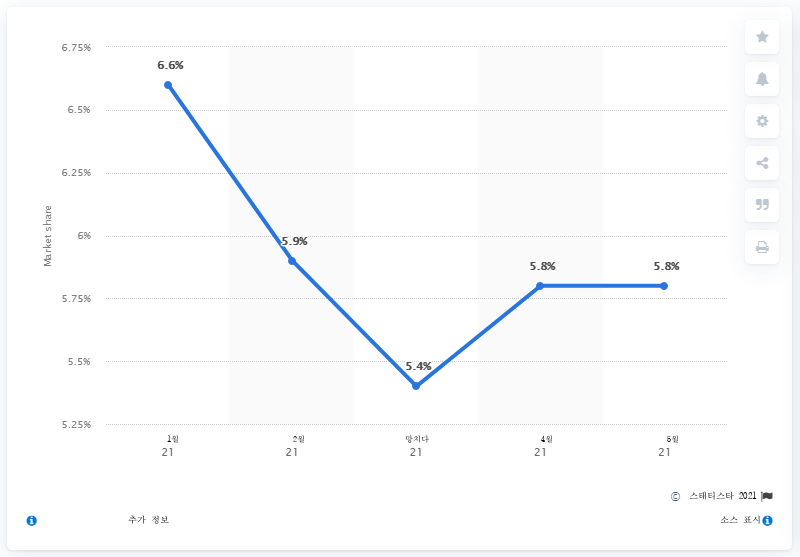 6.75%
6.6%
6.5%
6.25%
6%
5.9%
5.8%
5.8%
5.75%
5.5%
5.4%
5.25%
Market share
1월
21
2월
21
망치다
21
4월
21
5월
21
© 스태티스타 2021
추가 정보
소스 표시